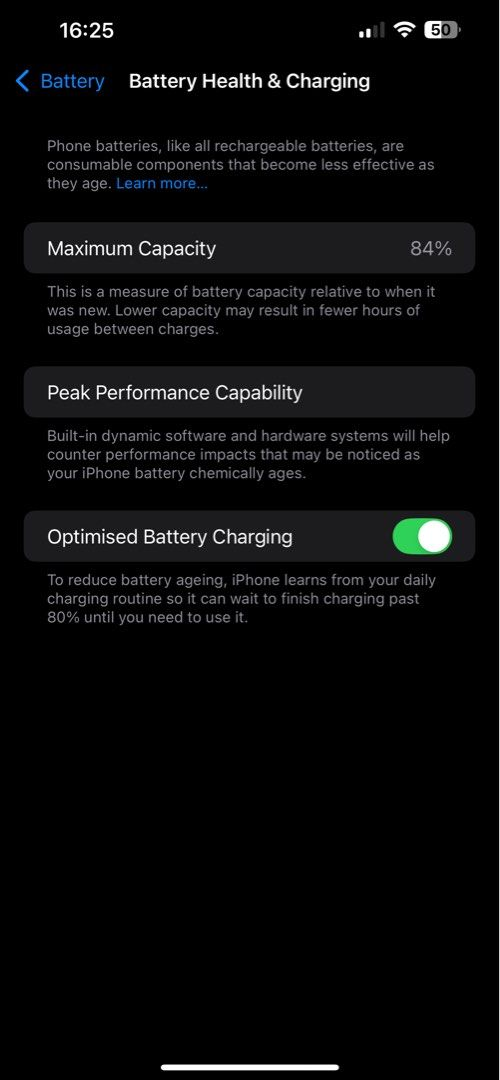 16:25
50
Battery
Battery Health & Charging
Phone batteries, like all rechargeable batteries, are
consumable components that become less effective as
they age. Learn more...
Maximum Capacity
84%
This is a measure of battery capacity relative to when it
was new. Lower capacity may result in fewer hours of
usage between charges.
Peak Performance Capability
Built-in dynamic software and hardware systems will help
counter performance impacts that may be noticed as
your iPhone battery chemically ages.
Optimised Battery Charging
To reduce battery ageing, iPhone learns from your daily
charging routine so it can wait to finish charging past
80% until you need to use it.